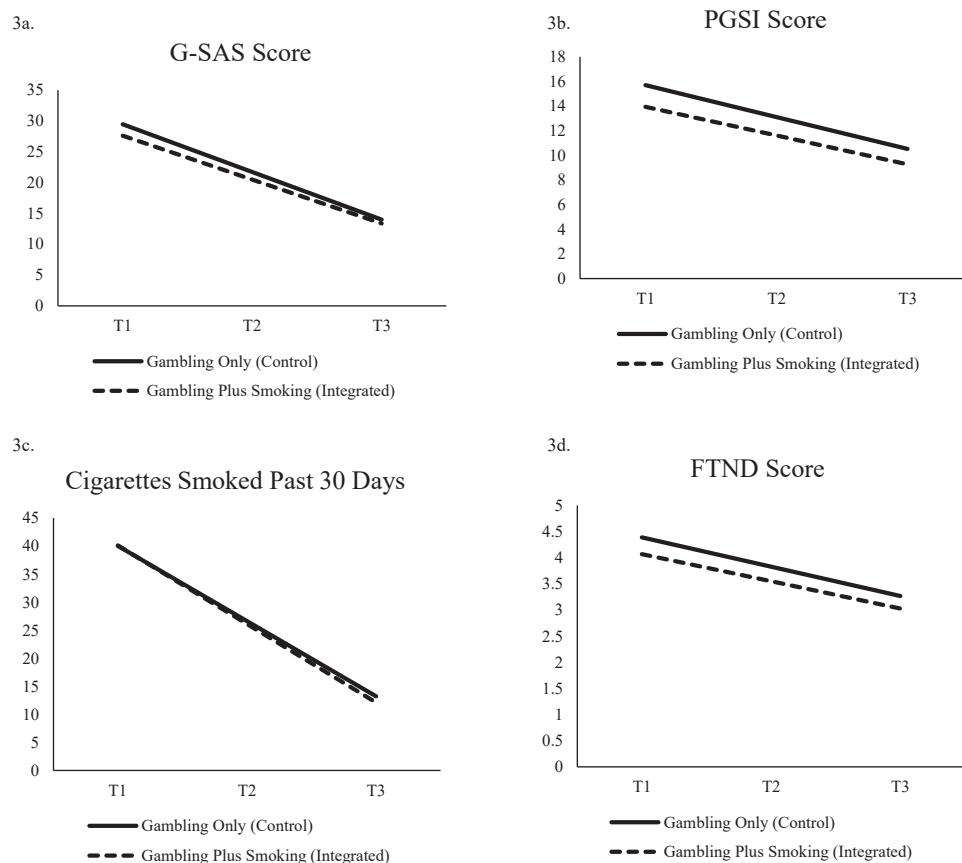 3a.
G-SAS Score
35
30
25
20
15
10
5
0
T1 T2 T3
Gambling Only (Control)
Gambling Plus Smoking (Integrated)
3b.
PGSI Score
18
16
14
12
10
8
6
4
2
0
T1 T2 T3
Gambling Only (Control)
Gambling Plus Smoking (Integrated)
3c.
Cigarettes Smoked Past 30 Days
45
40
35
30
25
20
15
10
5
0
T1 T2 T3
Gambling Only (Control)
Gambling Plus Smoking (Integrated)
3d.
FTND Score
5
4.5
4
3.5
3
2.5
2
1.5
1
0.5
0
T1 T2 T3
Gambling Only (Control)
Gambling Plus Smoking (Integrated)